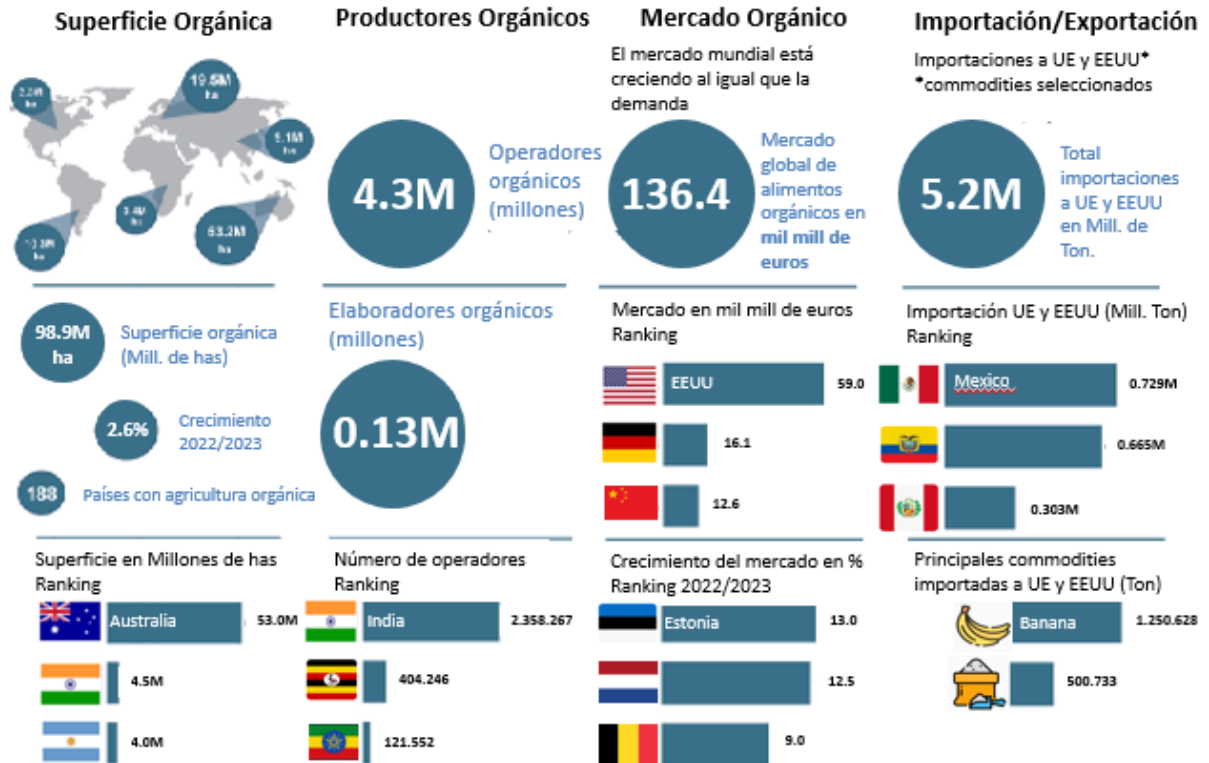 Superficie Orgánica
19.5M
ha
5.1M
ha
53.2M
ha
98.9M
ha
Superficie orgánica
(Mill. de has)
2.6%
Crecimiento
2022/2023
188
Países con agricultura orgánica
Superficie en Millones de has
Ranking
Australia
53.0M
4.5M
4.0M
Productores Orgánicos
4.3M
Operadores
orgánicos
(millones)
Elaboradores orgánicos
(millones)
0.13M
Número de operadores
Ranking
India
2.358.267
404.246
121.552
Mercado Orgánico
El mercado mundial está
creciendo al igual que la
demanda
136.4
Mercado
global de
alimentos
orgánicos en
mil mill de
euros
Mercado en mil mill de euros
Ranking
EEUU
59.0
16.1
12.6
Crecimiento del mercado en %
Ranking 2022/2023
Estonia
13.0
12.5
9.0
Importación/Exportación
Importaciones a UE y EEUU*
*commodities seleccionados
5.2M
Total
importaciones
a UE y EEUU
en Mill. de
Ton.
Importación UE y EEUU (Mill. Ton)
Ranking
Mexico
0.729M
0.665M
0.303M
Principales commodities
importadas a UE y EEUU (Ton)
Banana
1.250.628
500.733